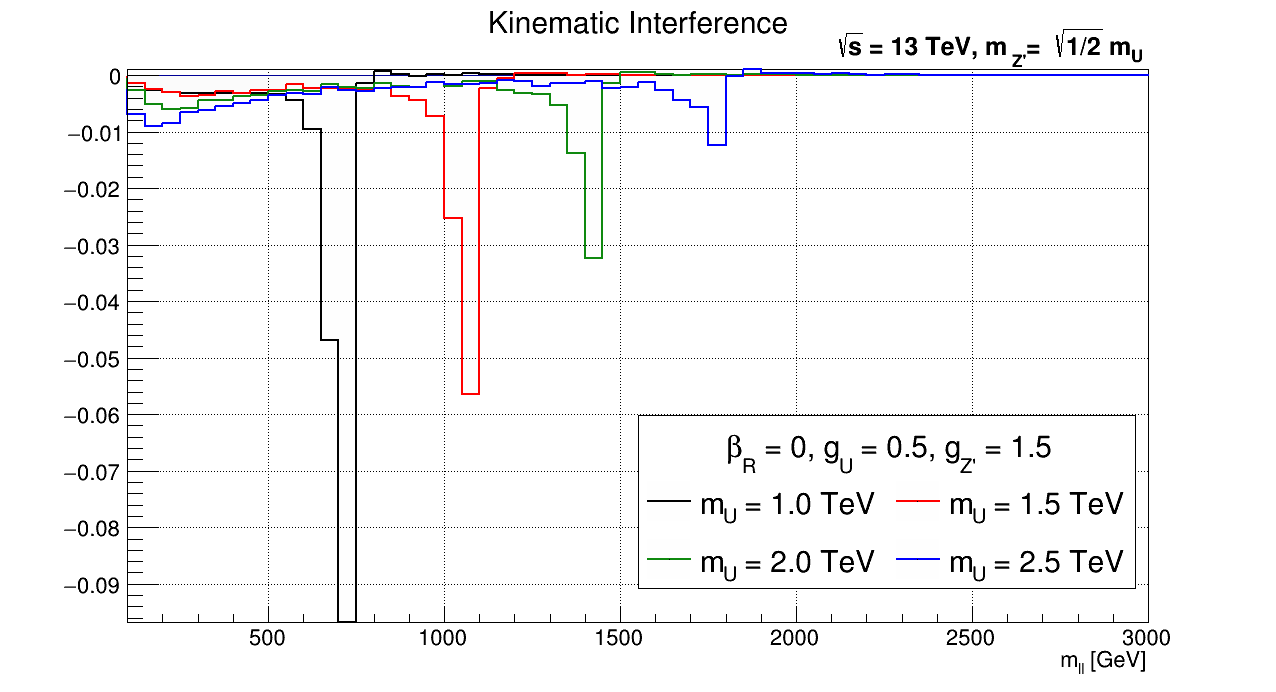 Kinematic Interference
√s = 13 TeV, m_Z' = √1/2 m_U
0
−0.01
−0.02
−0.03
−0.04
−0.05
−0.06
−0.07
−0.08
−0.09
β_R = 0, g_U = 0.5, g_Z' = 1.5
m_U = 1.0 TeV m_U = 1.5 TeV
m_U = 2.0 TeV m_U = 2.5 TeV
500 1000 1500 2000 2500 3000
m_ll [GeV]